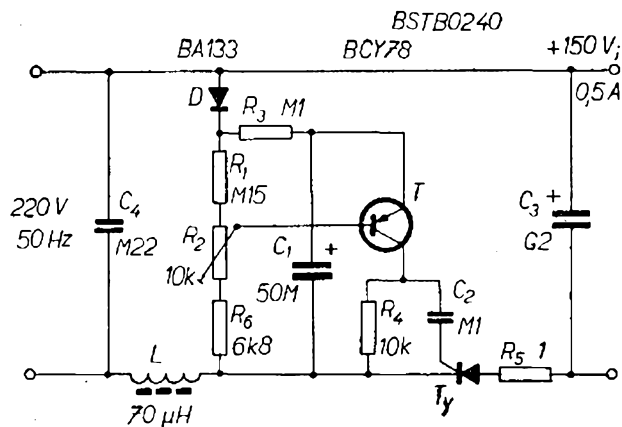 BSTB0240
BA133
BCY78
+150 V;
0,5 A
D
R3 M1
R1
M15
T
220 V
50 Hz
C4
M22
R2
10k
C1
+
50M
C3
+
G2
R6
6k8
R4
10k
C2
M1
L
70 µH
Ty
R5 1